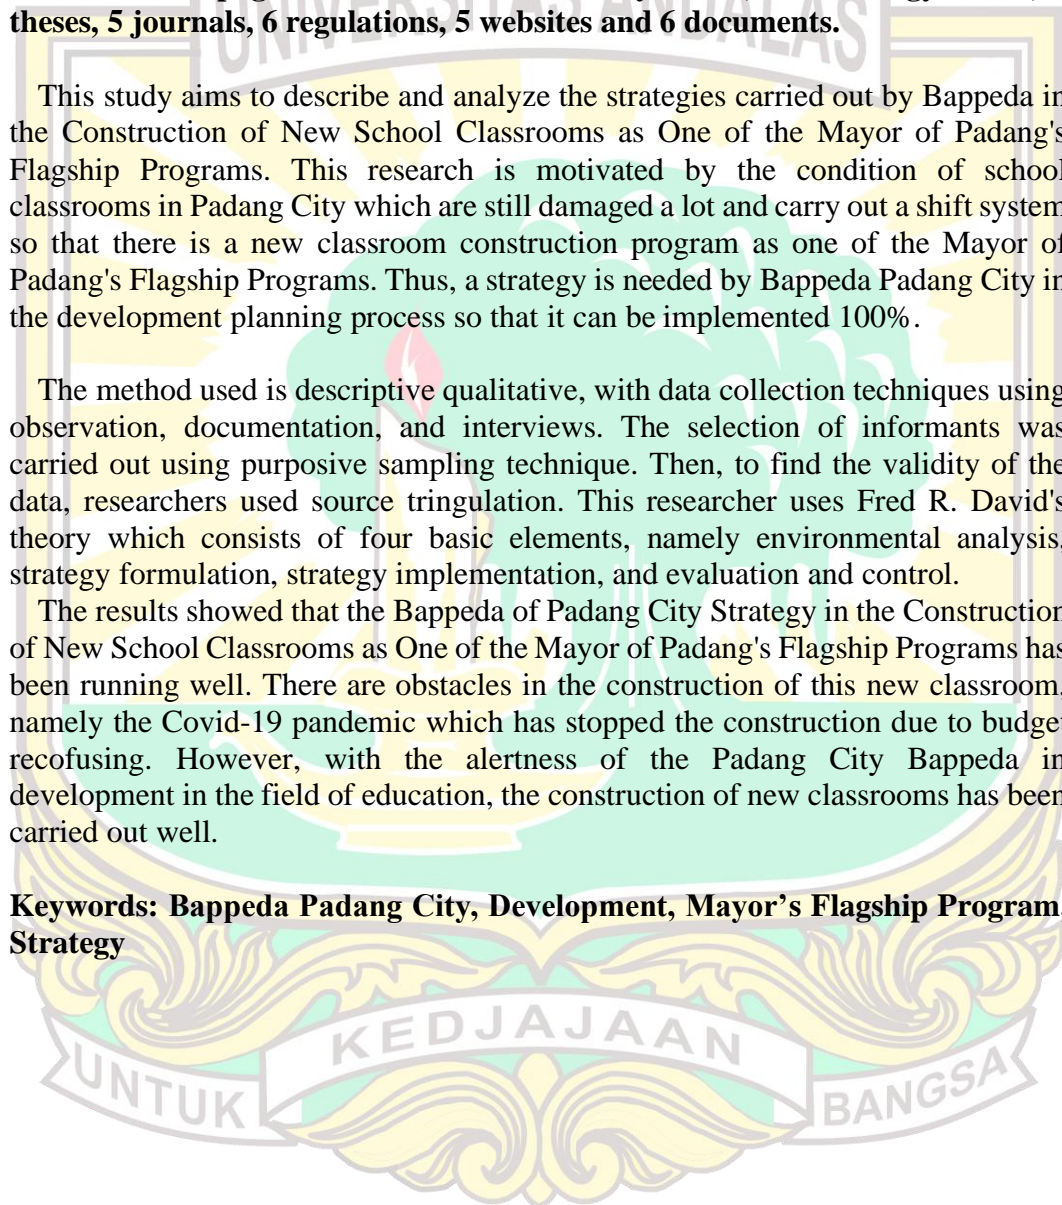 theses, 5 journals, 6 regulations, 5 websites and 6 documents.
UNIVERSITAS ANDALAS
This study aims to describe and analyze the strategies carried out by Bappeda in
the Construction of New School Classrooms as One of the Mayor of Padang's
Flagship Programs. This research is motivated by the condition of school
classrooms in Padang City which are still damaged a lot and carry out a shift system
so that there is a new classroom construction program as one of the Mayor of
Padang's Flagship Programs. Thus, a strategy is needed by Bappeda Padang City in
the development planning process so that it can be implemented 100%.
The method used is descriptive qualitative, with data collection techniques using
observation, documentation, and interviews. The selection of informants was
carried out using purposive sampling technique. Then, to find the validity of the
data, researchers used source tringulation. This researcher uses Fred R. David's
theory which consists of four basic elements, namely environmental analysis,
strategy formulation, strategy implementation, and evaluation and control.
The results showed that the Bappeda of Padang City Strategy in the Construction
of New School Classrooms as One of the Mayor of Padang's Flagship Programs has
been running well. There are obstacles in the construction of this new classroom,
namely the Covid-19 pandemic which has stopped the construction due to budget
recofusing. However, with the alertness of the Padang City Bappeda in
development in the field of education, the construction of new classrooms has been
carried out well.
Keywords: Bappeda Padang City, Development, Mayor’s Flagship Program,
Strategy
UNTUK KEDJAJAAN BANGSA